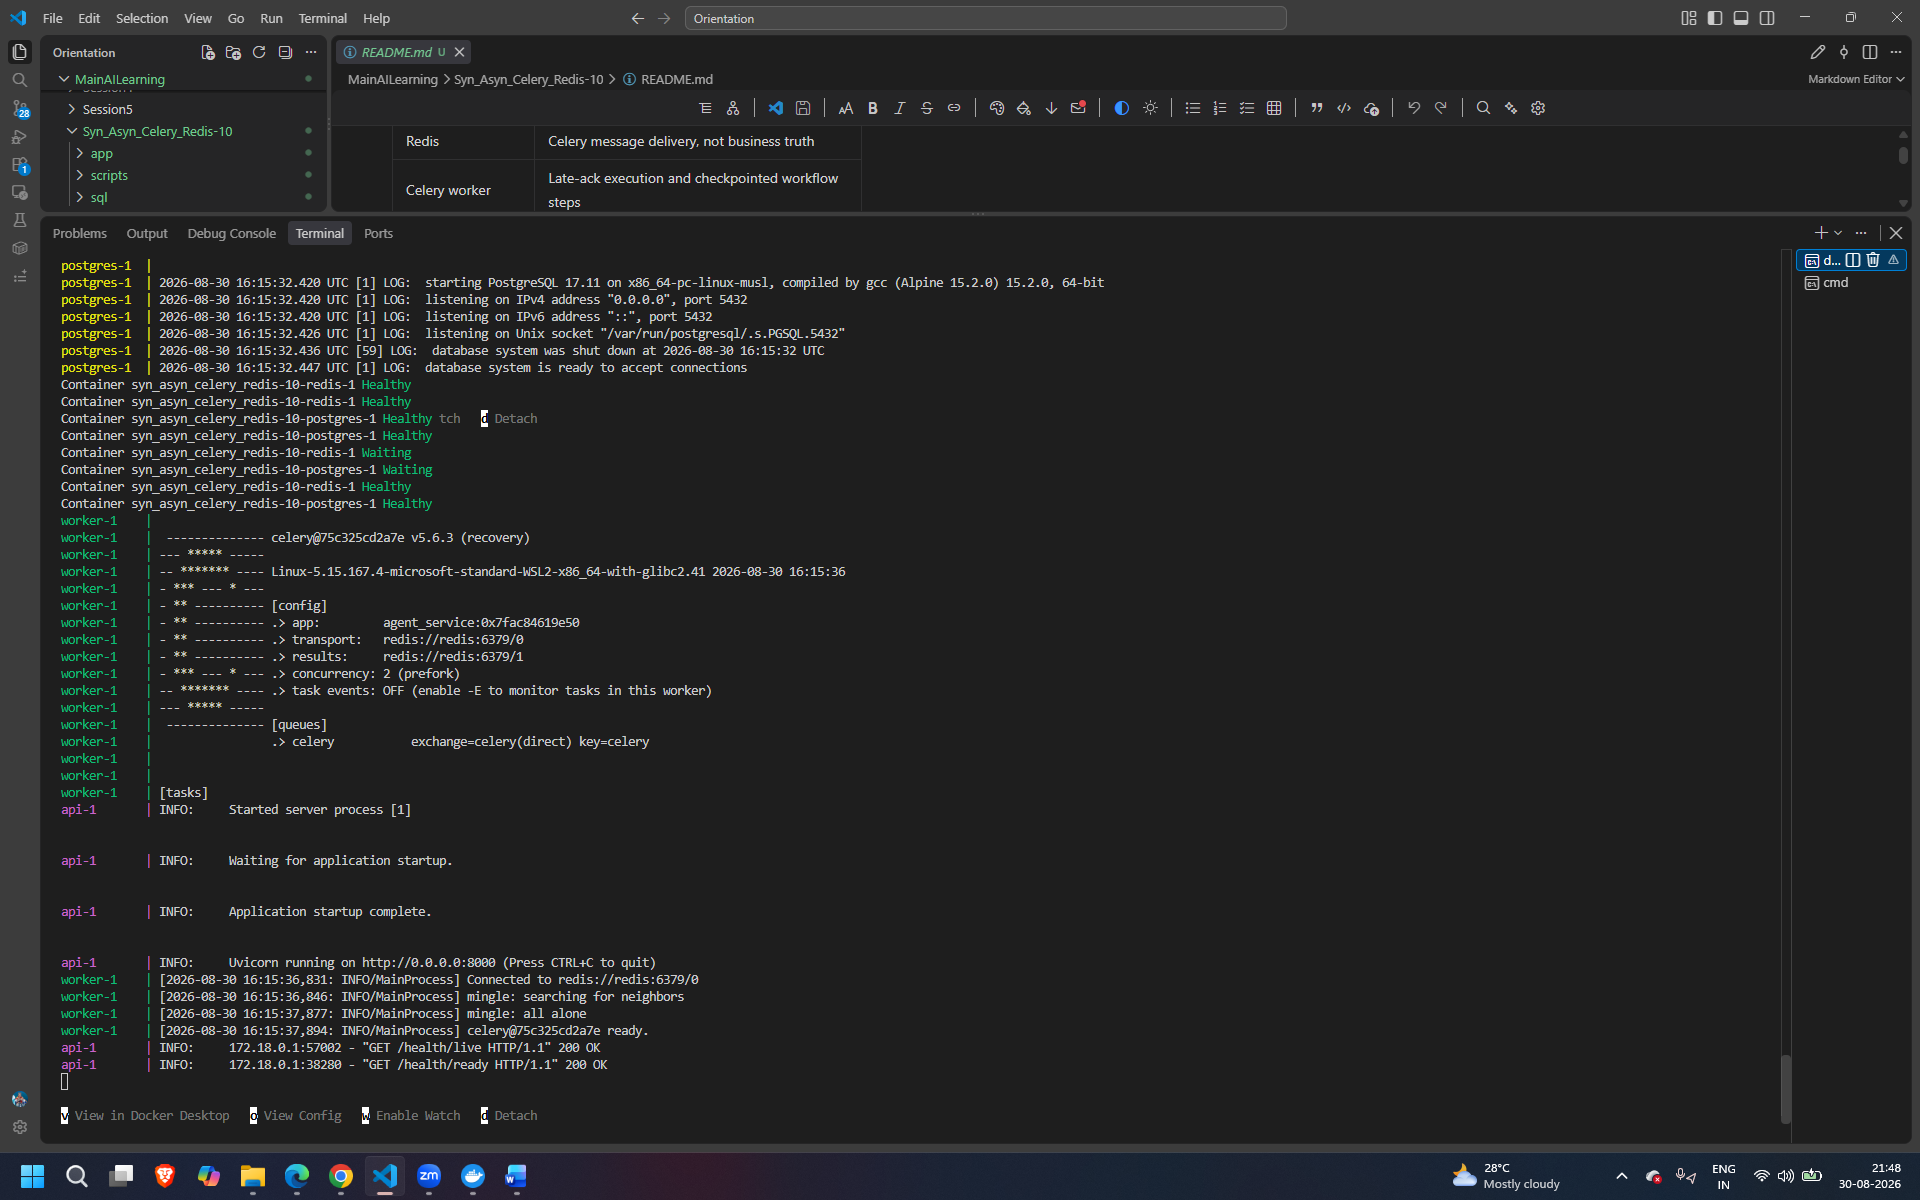 File Edit Selection View Go Run Terminal Help
Orientation
Orientation
MainAILearning
Session5
Syn_Asyn_Celery_Redis-10
app
scripts
sql
28
1
README.md U
MainAILearning > Syn_Asyn_Celery_Redis-10 > README.md
Markdown Editor
Redis Celery message delivery, not business truth
Celery worker Late-ack execution and checkpointed workflow
steps
Problems Output Debug Console Terminal Ports
d...
cmd
postgres-1 |
postgres-1 | 2026-08-30 16:15:32.420 UTC [1] LOG: starting PostgreSQL 17.11 on x86_64-pc-linux-musl, compiled by gcc (Alpine 15.2.0) 15.2.0, 64-bit
postgres-1 | 2026-08-30 16:15:32.420 UTC [1] LOG: listening on IPv4 address "0.0.0.0", port 5432
postgres-1 | 2026-08-30 16:15:32.420 UTC [1] LOG: listening on IPv6 address "::", port 5432
postgres-1 | 2026-08-30 16:15:32.426 UTC [1] LOG: listening on Unix socket "/var/run/postgresql/.s.PGSQL.5432"
postgres-1 | 2026-08-30 16:15:32.436 UTC [59] LOG: database system was shut down at 2026-08-30 16:15:32 UTC
postgres-1 | 2026-08-30 16:15:32.447 UTC [1] LOG: database system is ready to accept connections
Container syn_asyn_celery_redis-10-redis-1 Healthy
Container syn_asyn_celery_redis-10-redis-1 Healthy
Container syn_asyn_celery_redis-10-postgres-1 Healthy tch d Detach
Container syn_asyn_celery_redis-10-postgres-1 Healthy
Container syn_asyn_celery_redis-10-redis-1 Waiting
Container syn_asyn_celery_redis-10-postgres-1 Waiting
Container syn_asyn_celery_redis-10-redis-1 Healthy
Container syn_asyn_celery_redis-10-postgres-1 Healthy
worker-1 |
worker-1 | -------------- celery@75c325cd2a7e v5.6.3 (recovery)
worker-1 | --- ***** -----
worker-1 | -- ******* ---- Linux-5.15.167.4-microsoft-standard-WSL2-x86_64-with-glibc2.41 2026-08-30 16:15:36
worker-1 | - *** --- * ---
worker-1 | - ** ---------- [config]
worker-1 | - ** ---------- .> app: agent_service:0x7fac84619e50
worker-1 | - ** ---------- .> transport: redis://redis:6379/0
worker-1 | - ** ---------- .> results: redis://redis:6379/1
worker-1 | - *** --- * --- .> concurrency: 2 (prefork)
worker-1 | -- ******* ---- .> task events: OFF (enable -E to monitor tasks in this worker)
worker-1 | --- ***** -----
worker-1 | -------------- [queues]
worker-1 | .> celery exchange=celery(direct) key=celery
worker-1 |
worker-1 |
worker-1 | [tasks]
api-1 | INFO: Started server process [1]
api-1 | INFO: Waiting for application startup.
api-1 | INFO: Application startup complete.
api-1 | INFO: Uvicorn running on http://0.0.0.0:8000 (Press CTRL+C to quit)
worker-1 | [2026-08-30 16:15:36,831: INFO/MainProcess] Connected to redis://redis:6379/0
worker-1 | [2026-08-30 16:15:36,846: INFO/MainProcess] mingle: searching for neighbors
worker-1 | [2026-08-30 16:15:37,877: INFO/MainProcess] mingle: all alone
worker-1 | [2026-08-30 16:15:37,894: INFO/MainProcess] celery@75c325cd2a7e ready.
api-1 | INFO: 172.18.0.1:57002 - "GET /health/live HTTP/1.1" 200 OK
api-1 | INFO: 172.18.0.1:38280 - "GET /health/ready HTTP/1.1" 200 OK
v View in Docker Desktop o View Config w Enable Watch d Detach
zm
28°C
Mostly cloudy
ENG
IN
21:48
30-08-2026